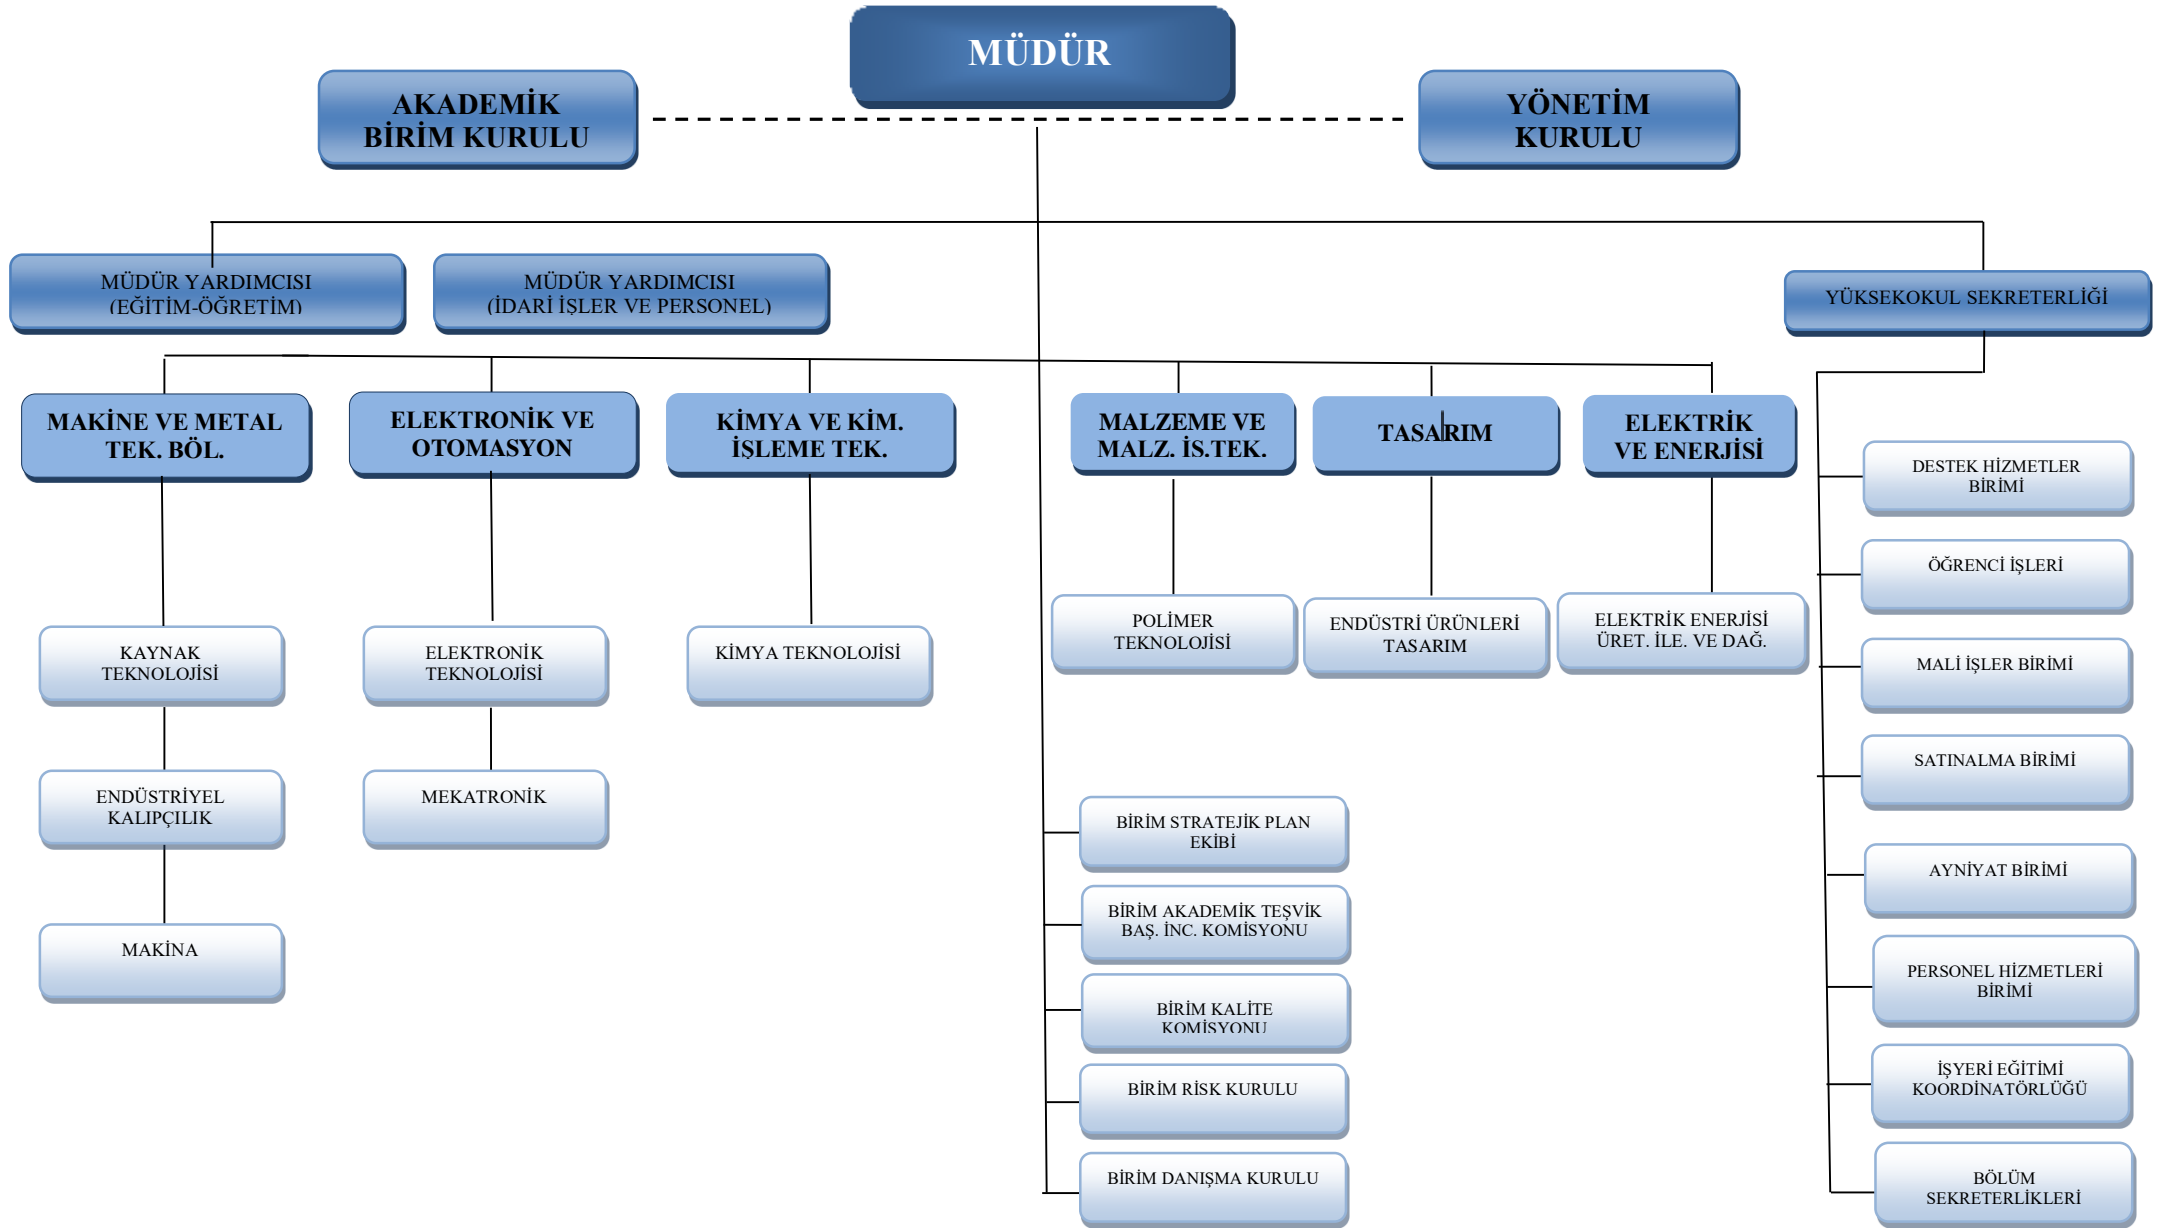 MÜDÜR
AKADEMİK
BİRİM KURULU
YÖNETİM
KURULU
MÜDÜR YARDIMCISI
(EĞİTİM-ÖĞRETİM)
MÜDÜR YARDIMCISI
(İDARİ İŞLER VE PERSONEL)
YÜKSEKOKUL SEKRETERLİĞİ
MAKİNE VE METAL
TEK. BÖL.
ELEKTRONİK VE
OTOMASYON
KİMYA VE KİM.
İŞLEME TEK.
MALZEME VE
MALZ. İS.TEK.
TASARIM
ELEKTRİK
VE ENERJİSİ
KAYNAK
TEKNOLOJİSİ
ENDÜSTRİYEL
KALIPÇILIK
MAKİNA
ELEKTRONİK
TEKNOLOJİSİ
MEKATRONİK
KİMYA TEKNOLOJİSİ
POLİMER
TEKNOLOJİSİ
ENDÜSTRİ ÜRÜNLERİ
TASARIM
ELEKTRİK ENERJİSİ
ÜRET. İLE. VE DAĞ.
BİRİM STRATEJİK PLAN
EKİBİ
BİRİM AKADEMİK TEŞVİK
BAŞ. İNC. KOMİSYONU
BİRİM KALİTE
KOMİSYONU
BİRİM RİSK KURULU
BİRİM DANIŞMA KURULU
DESTEK HİZMETLER
BİRİMİ
ÖĞRENCİ İŞLERİ
MALİ İŞLER BİRİMİ
SATINALMA BİRİMİ
AYNİYAT BİRİMİ
PERSONEL HİZMETLERİ
BİRİMİ
İŞYERİ EĞİTİMİ
KOORDİNATÖRLÜĞÜ
BÖLÜM
SEKRETERLİKLERİ